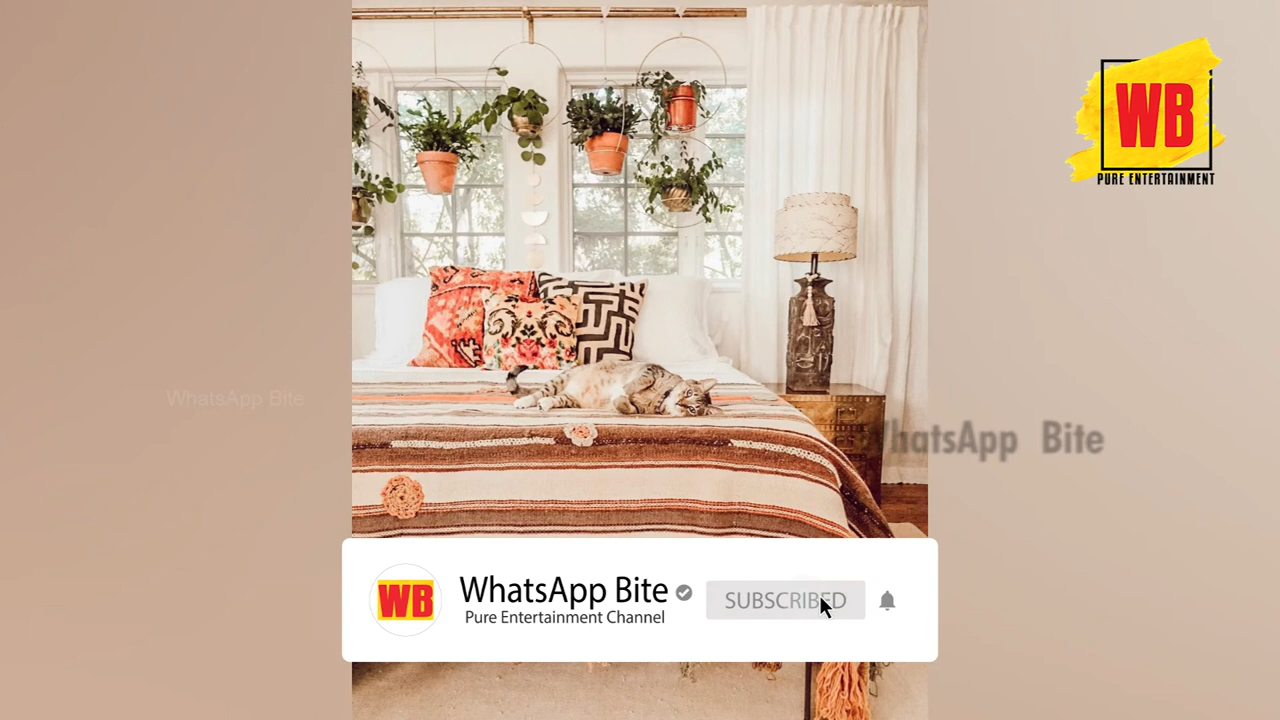 WB
PURE ENTERTAINMENT
WhatsApp Bite
WhatsApp Bite
WB
WhatsApp Bite
Pure Entertainment Channel
SUBSCRIBED